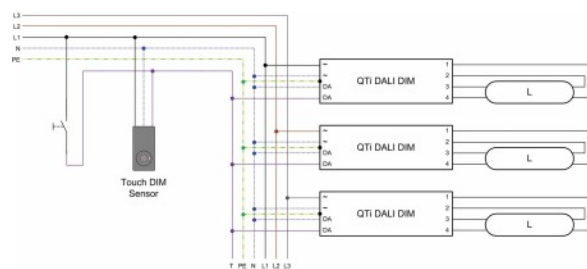 L3
L2
L1
N
PE
~
~
DA
DA
QTi DALI DIM
1
2
3
4
L
~
~
DA
DA
QTi DALI DIM
1
2
3
4
L
~
~
DA
DA
QTi DALI DIM
1
2
3
4
L
Touch DIM
Sensor
T PE N L1 L2 L3